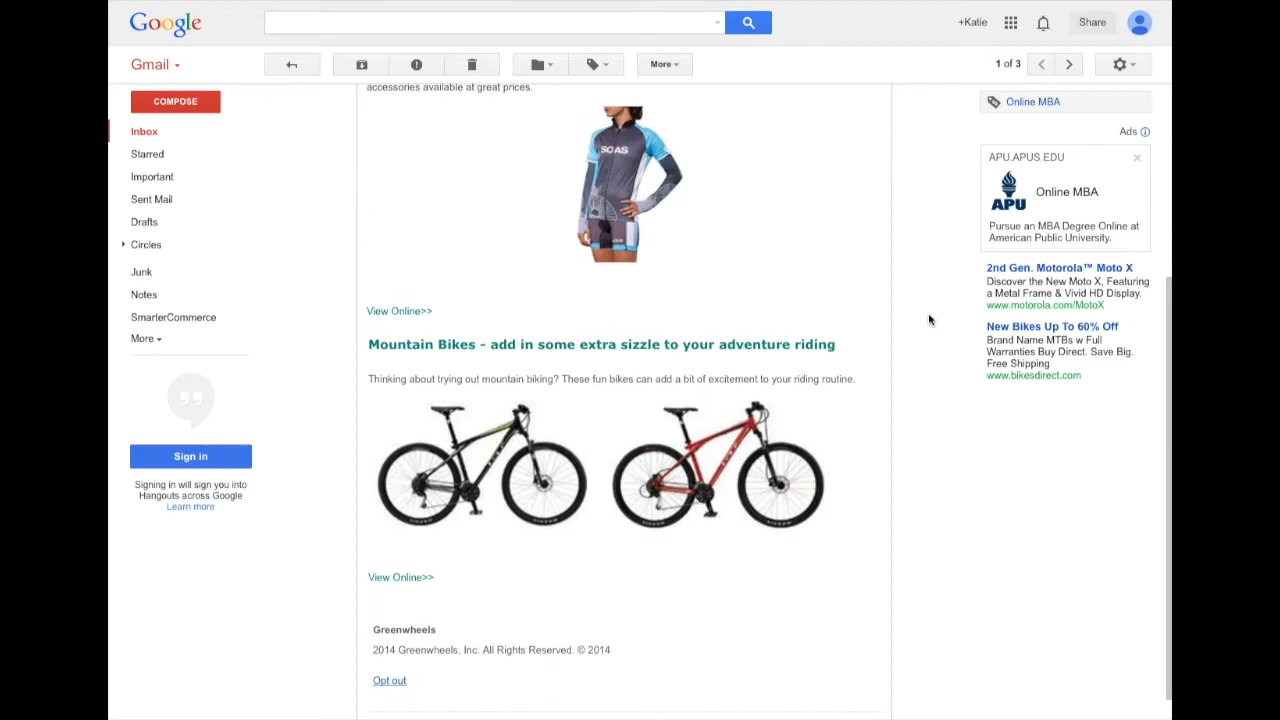 Google
+Katie
Share
Gmail
More
1 of 3
COMPOSE
Inbox
Starred
Important
Sent Mail
Drafts
Circles
Junk
Notes
SmarterCommerce
More
Sign in
Signing in will sign you into
Hangouts across Google
Learn more
accessories available at great prices.
SOAS
View Online>>
Mountain Bikes - add in some extra sizzle to your adventure riding
Thinking about trying out mountain biking? These fun bikes can add a bit of excitement to your riding routine.
View Online>>
Greenwheels
2014 Greenwheels, Inc. All Rights Reserved. © 2014
Opt out
Online MBA
Ads
APU.APUS.EDU
APU
Online MBA
Pursue an MBA Degree Online at
American Public University.
2nd Gen. Motorola™ Moto X
Discover the New Moto X, Featuring
a Metal Frame & Vivid HD Display.
www.motorola.com/MotoX
New Bikes Up To 60% Off
Brand Name MTBs w Full
Warranties Buy Direct. Save Big.
Free Shipping
www.bikesdirect.com